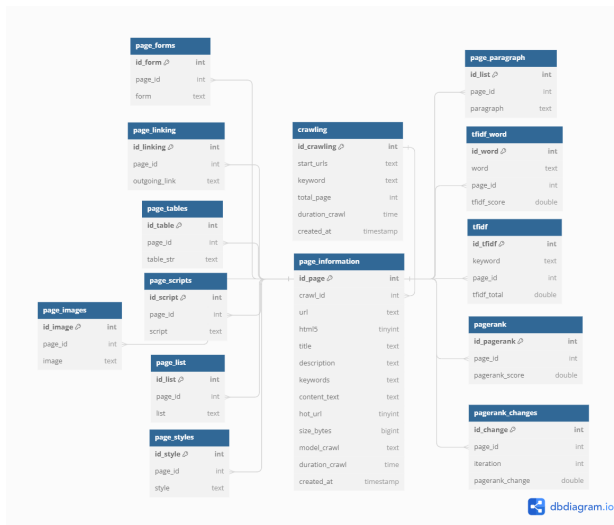 page_forms
id_form int
page_id int
form text
page_linking
id_linking int
page_id int
outgoing_link text
page_tables
id_table int
page_id int
table_str text
page_scripts
id_script int
page_id int
script text
page_images
id_image int
page_id int
image text
page_list
id_list int
page_id int
list text
page_styles
id_style int
page_id int
style text
crawling
id_crawling int
start_urls text
keyword text
total_page int
duration_crawl time
created_at timestamp
page_information
id_page int
crawl_id int
url text
html5 tinyint
title text
description text
keywords text
content_text text
hot_url tinyint
size_bytes bigint
model_crawl text
duration_crawl time
created_at timestamp
page_paragraph
id_list int
page_id int
paragraph text
tfidf_word
id_word int
word text
page_id int
tfidf_score double
tfidf
id_tfidf int
keyword text
page_id int
tfidf_total double
pagerank
id_pagerank int
page_id int
pagerank_score double
pagerank_changes
id_change int
page_id int
iteration int
pagerank_change double
dbdiagram.io